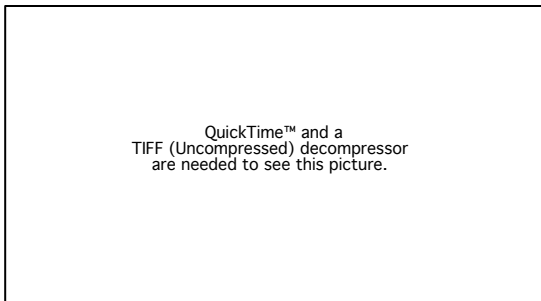 QuickTime™ and a
TIFF (Uncompressed) decompressor
are needed to see this picture.